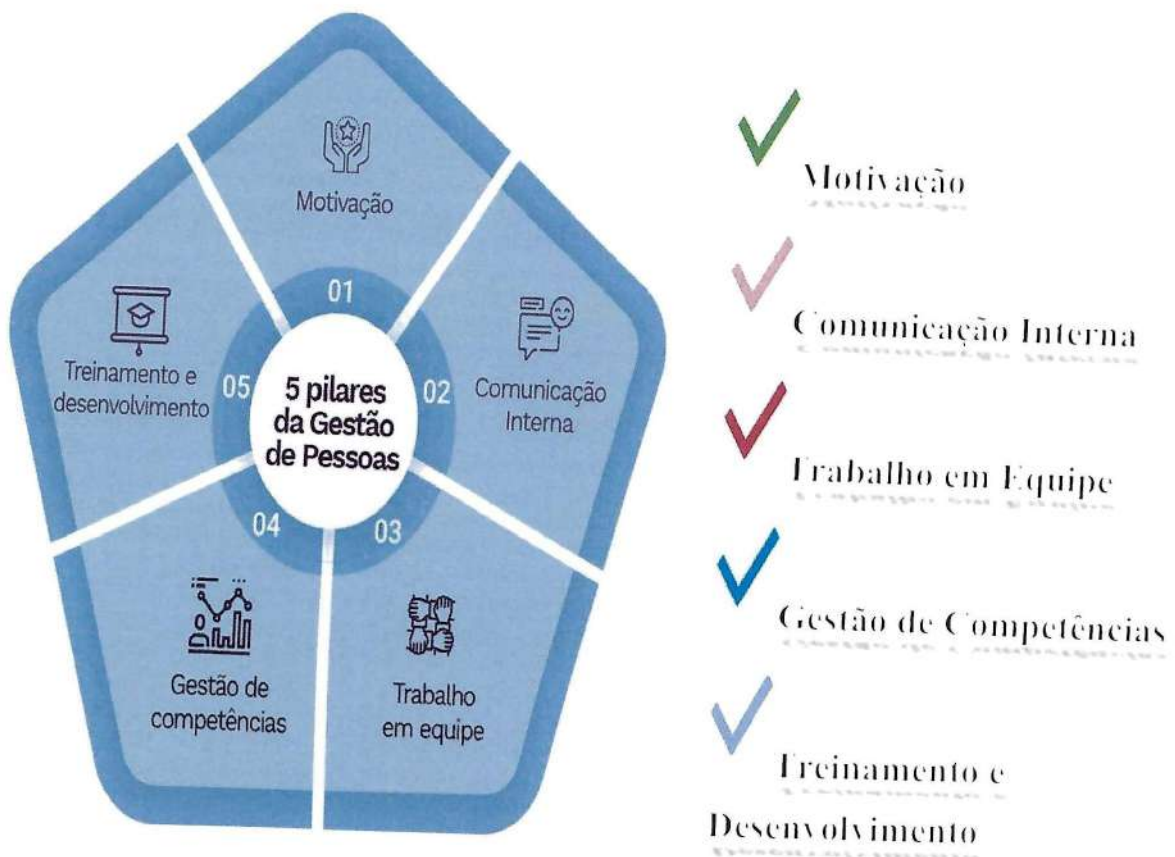 Motivação
01
Treinamento e
desenvolvimento
05
5 pilares
da Gestão
de Pessoas
02
Comunicação
Interna
04
03
Gestão de
competências
Trabalho
em equipe
Motivação
Comunicação Interna
Trabalho em Equipe
Gestão de Competências
Treinamento e
Desenvolvimento